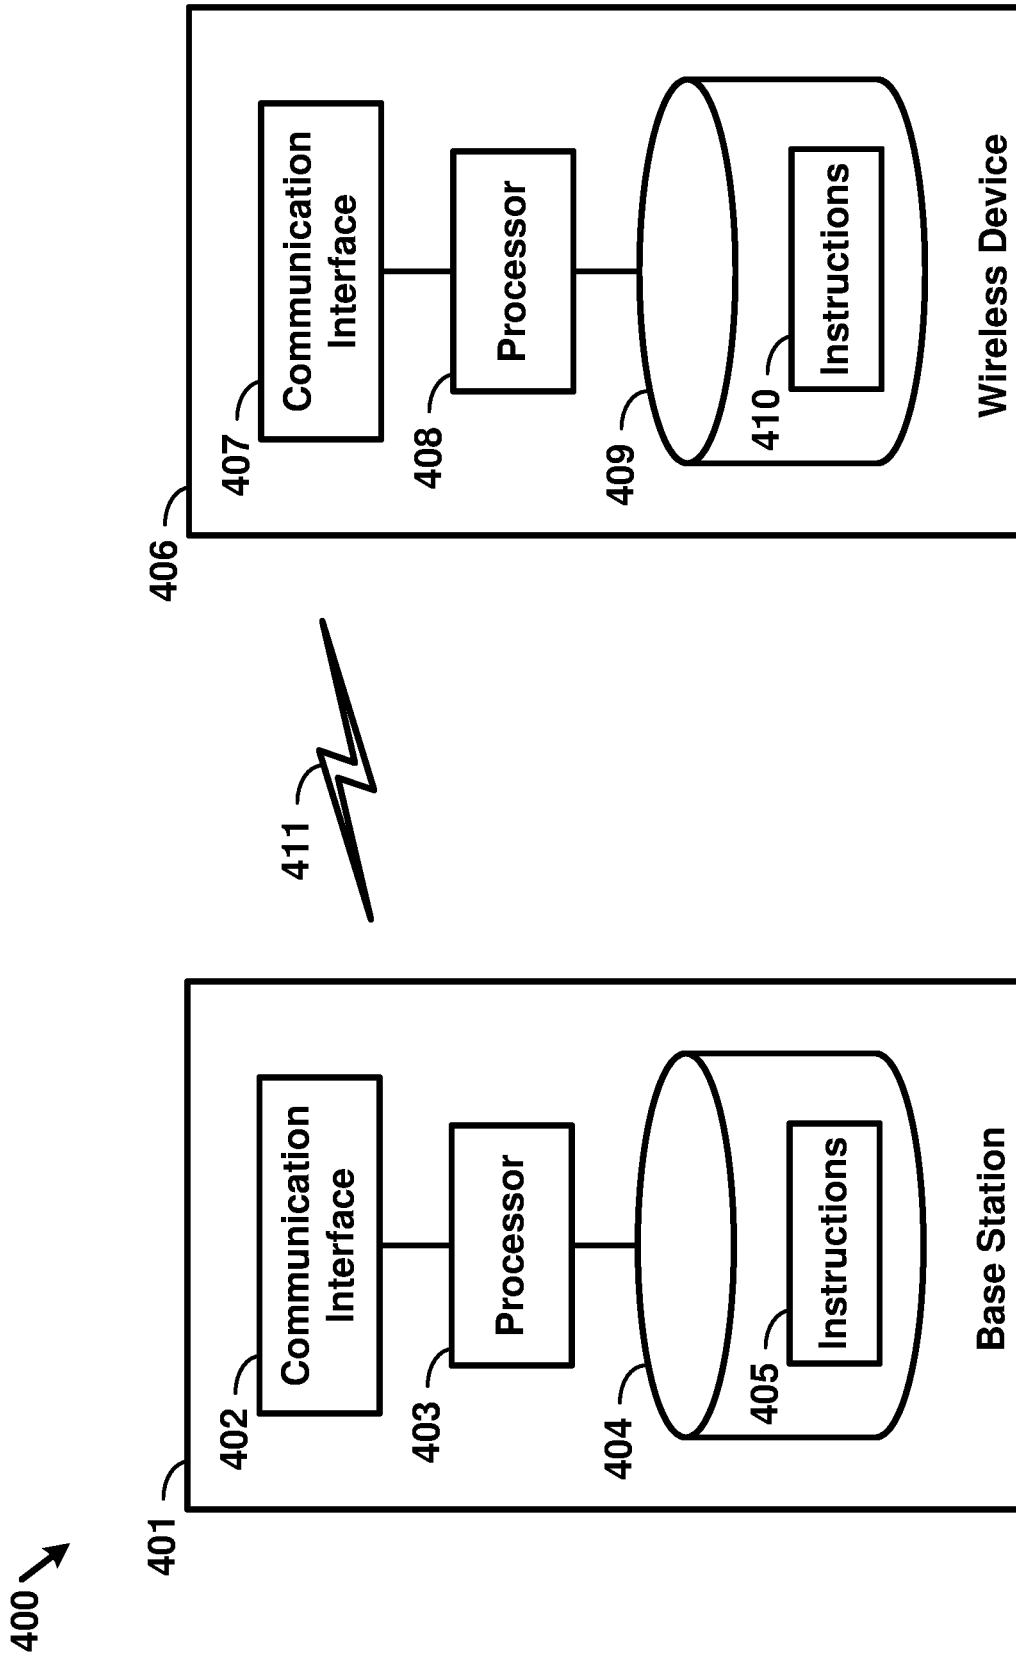 400
401
402
Communication
Interface
403
Processor
404
405
Instructions
Base Station
411
406
407
Communication
Interface
408
Processor
409
410
Instructions
Wireless Device